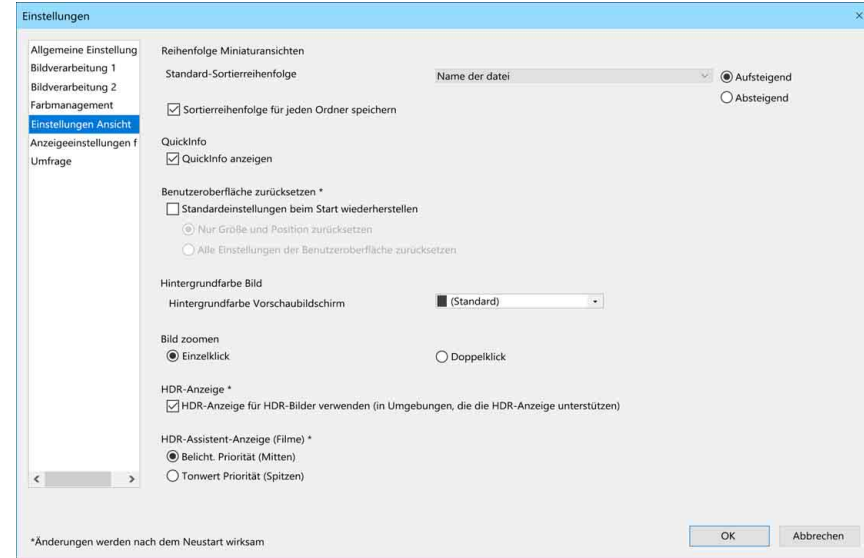 Einstellungen
Allgemeine Einstellung
Bildverarbeitung 1
Bildverarbeitung 2
Farbmanagement
Einstellungen Ansicht
Anzeigeeinstellungen f
Umfrage
Reihenfolge Miniaturansichten
Standard-Sortierreihenfolge
Name der datei
Aufsteigend
Absteigend
Sortierreihenfolge für jeden Ordner speichern
QuickInfo
QuickInfo anzeigen
Benutzeroberfläche zurücksetzen *
Standardeinstellungen beim Start wiederherstellen
Nur Größe und Position zurücksetzen
Alle Einstellungen der Benutzeroberfläche zurücksetzen
Hintergrundfarbe Bild
Hintergrundfarbe Vorschaubildschirm
(Standard)
Bild zoomen
Einzelklick
Doppelklick
HDR-Anzeige *
HDR-Anzeige für HDR-Bilder verwenden (in Umgebungen, die die HDR-Anzeige unterstützen)
HDR-Assistent-Anzeige (Filme) *
Belicht. Priorität (Mitten)
Tonwert Priorität (Spitzen)
*Änderungen werden nach dem Neustart wirksam
OK
Abbrechen